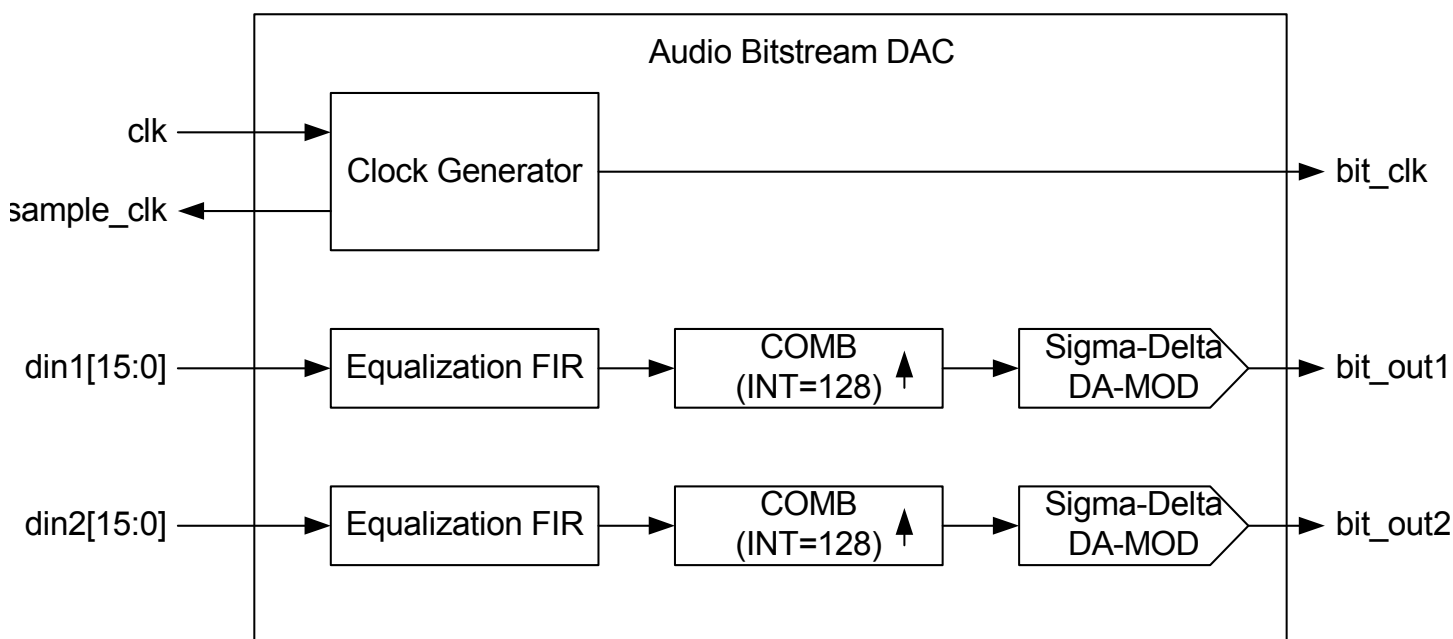 Audio Bitstream DAC
clk
Clock Generator
bit_clk
sample_clk
din1[15:0]
Equalization FIR
COMB
(INT=128)
Sigma-Delta
DA-MOD
bit_out1
din2[15:0]
Equalization FIR
COMB
(INT=128)
Sigma-Delta
DA-MOD
bit_out2